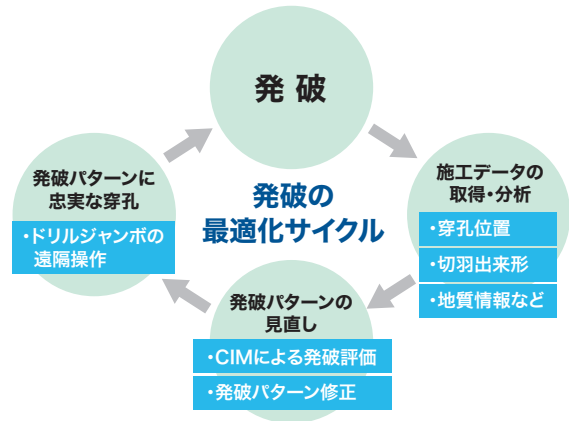 発 破
発破の
最適化サイクル
施工データの
取得・分析
・穿孔位置
・切羽出来形
・地質情報など
発破パターンの
見直し
・CIMによる発破評価
・発破パターン修正
発破パターンに
忠実な穿孔
・ドリルジャンボの
遠隔操作